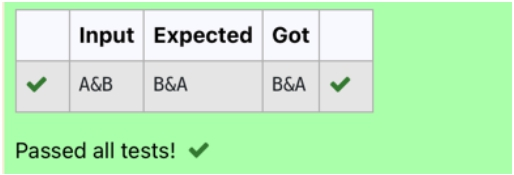 Input Expected Got
A&B B&A B&A
Passed all tests!